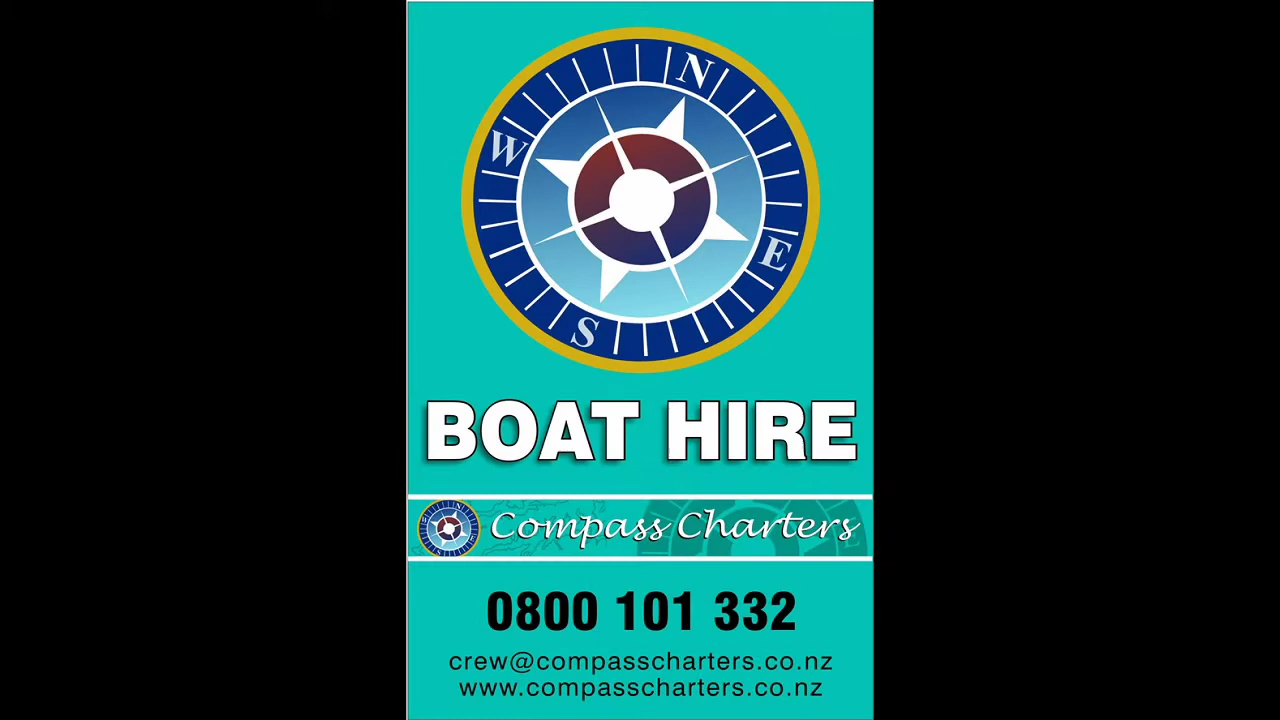 N
W
E
S
BOAT HIRE
Compass Charters
0800 101 332
crew@compasscharters.co.nz
www.compasscharters.co.nz